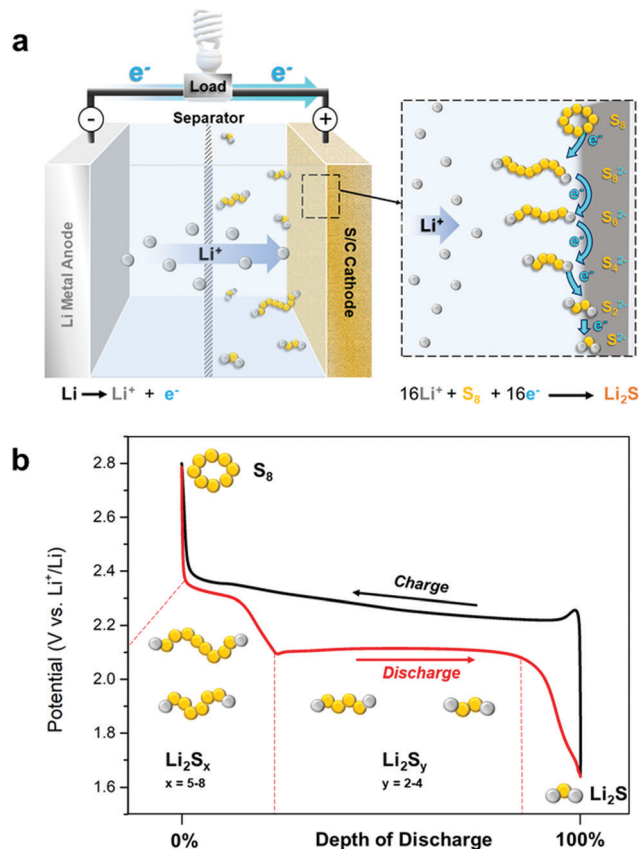 a
e⁻
Load
e⁻
Separator
-
+
Li Metal Anode
Li⁺
S/C Cathode
Li → Li⁺ + e⁻
S₈
e⁻
S₈²⁻
e⁻
Li⁺
S₆²⁻
e⁻
S₄²⁻
e⁻
S₂²⁻
e⁻
S²⁻
16Li⁺ + S₈ + 16e⁻ → Li₂S
b
Potential (V vs. Li⁺/Li)
2.8
2.6
2.4
2.2
2.0
1.8
1.6
S₈
Charge
Discharge
Li₂Sₓ
x = 5-8
Li₂Sᵧ
y = 2-4
Li₂S
0%
Depth of Discharge
100%